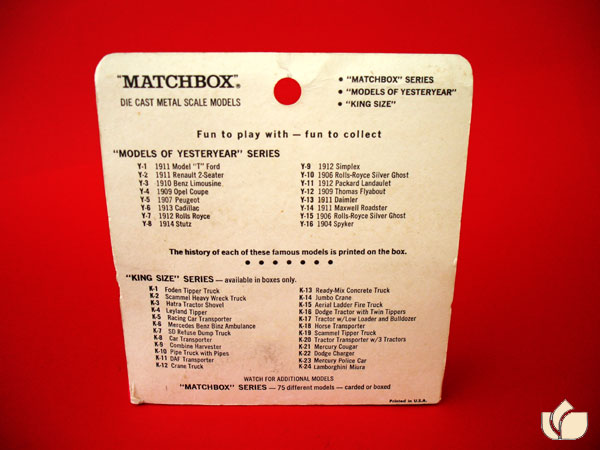 "MATCHBOX"®
DIE CAST METAL SCALE MODELS
• "MATCHBOX" SERIES
• "MODELS OF YESTERYEAR"
• "KING SIZE"
Fun to play with — fun to collect
"MODELS OF YESTERYEAR" SERIES
Y-1 1911 Model "T" Ford
Y-2 1911 Renault 2-Seater
Y-3 1910 Benz Limousine
Y-4 1909 Opel Coupe
Y-5 1907 Peugeot
Y-6 1913 Cadillac
Y-7 1912 Rolls Royce
Y-8 1914 Stutz
Y-9 1912 Simplex
Y-10 1906 Rolls-Royce Silver Ghost
Y-11 1912 Packard Landaulet
Y-12 1909 Thomas Flyabout
Y-13 1911 Daimler
Y-14 1911 Maxwell Roadster
Y-15 1906 Rolls-Royce Silver Ghost
Y-16 1904 Spyker
The history of each of these famous models is printed on the box.
• • • • • • •
"KING SIZE" SERIES — available in boxes only.
K-1 Foden Tipper Truck
K-2 Scammel Heavy Wreck Truck
K-3 Hatra Tractor Shovel
K-4 Leyland Tipper
K-5 Racing Car Transporter
K-6 Mercedes Benz Binz Ambulance
K-7 SD Refuse Dump Truck
K-8 Car Transporter
K-9 Combine Harvester
K-10 Pipe Truck with Pipes
K-11 DAF Transporter
K-12 Crane Truck
K-13 Ready-Mix Concrete Truck
K-14 Jumbo Crane
K-15 Aerial Ladder Fire Truck
K-16 Dodge Tractor with Twin Tippers
K-17 Tractor w/Low Loader and Bulldozer
K-18 Horse Transporter
K-19 Scammell Tipper Truck
K-20 Tractor Transporter w/3 Tractors
K-21 Mercury Cougar
K-22 Dodge Charger
K-23 Mercury Police Car
K-24 Lamborghini Miura
WATCH FOR ADDITIONAL MODELS
"MATCHBOX" SERIES — 75 different models — carded or boxed
Printed in U.S.A.